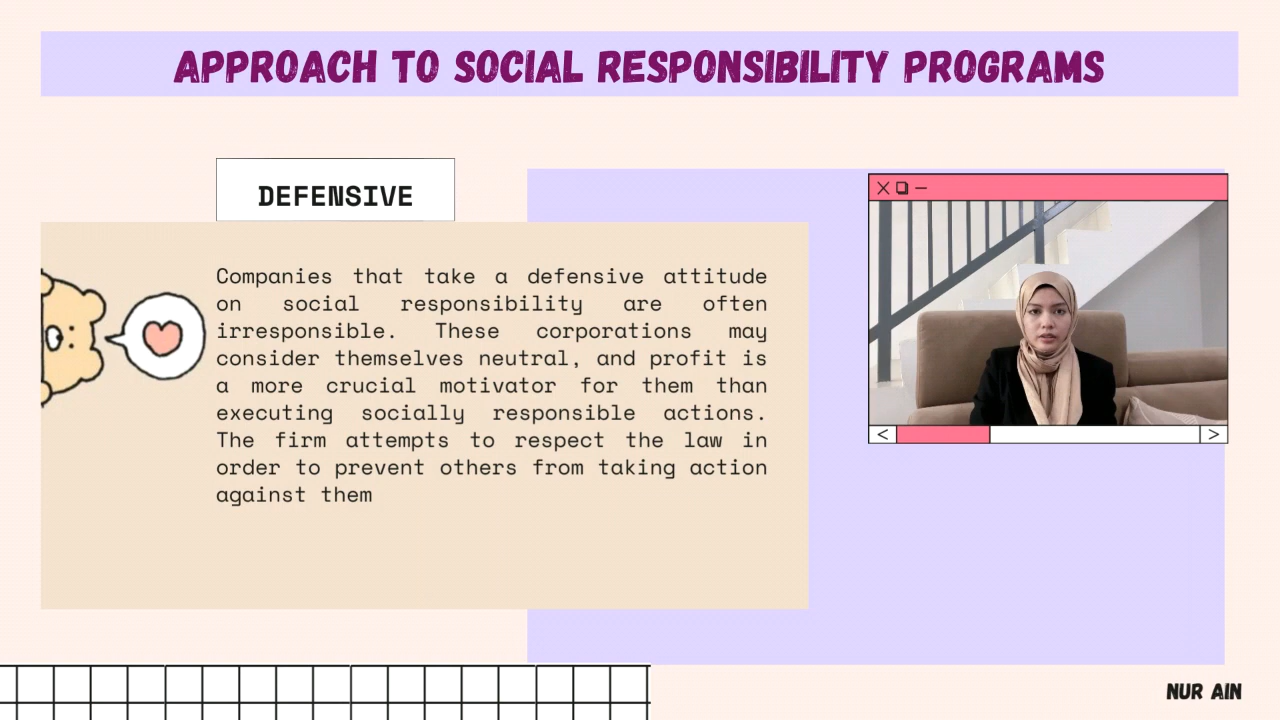 APPROACH TO SOCIAL RESPONSIBILITY PROGRAMS
DEFENSIVE
Companies that take a defensive attitude
on social responsibility are often
irresponsible. These corporations may
consider themselves neutral, and profit is
a more crucial motivator for them than
executing socially responsible actions.
The firm attempts to respect the law in
order to prevent others from taking action
against them
NUR AIN